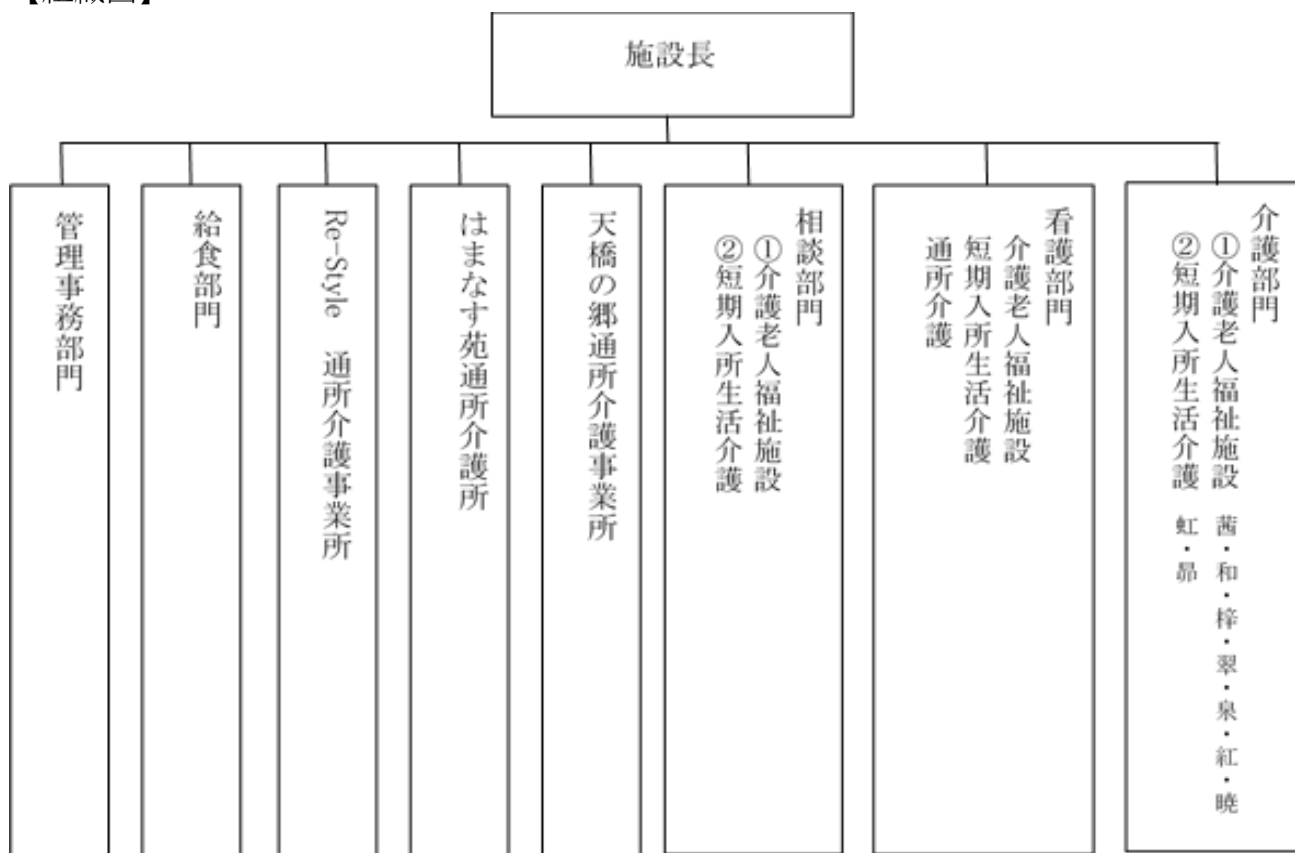 施設長
介護部門
①介護老人福祉施設　茜・和・梓・翠・泉・紅・暁
②短期入所生活介護　虹・昴
看護部門
介護老人福祉施設
短期入所生活介護
通所介護
相談部門
①介護老人福祉施設
②短期入所生活介護
天橋の郷通所介護事業所
はまなす苑通所介護所
Re-Style　通所介護事業所
給食部門
管理事務部門